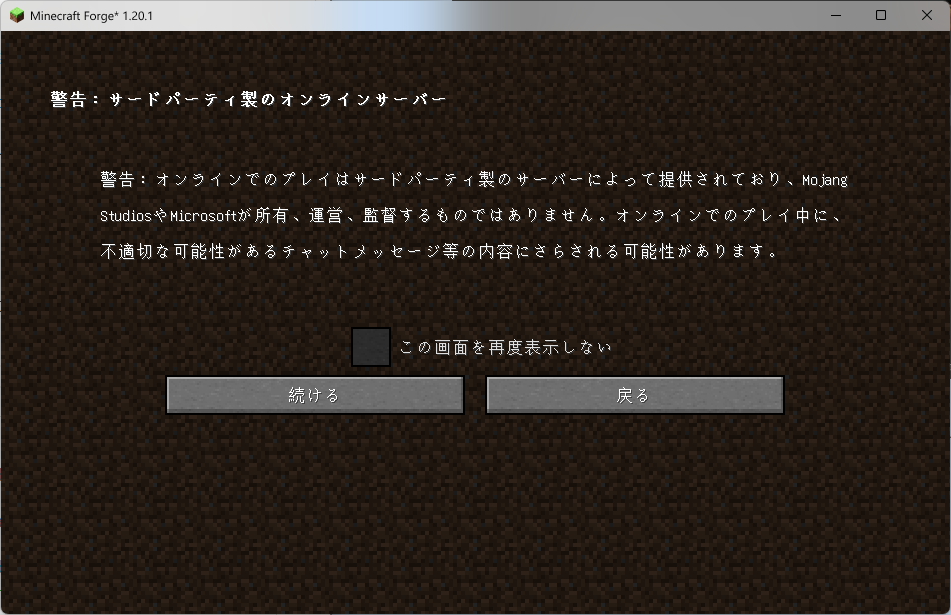 Minecraft Forge* 1.20.1
警告：サードパーティ製のオンラインサーバー
警告：オンラインでのプレイはサードパーティ製のサーバーによって提供されており、Mojang
StudiosやMicrosoftが所有、運営、監督するものではありません。オンラインでのプレイ中に、
不適切な可能性があるチャットメッセージ等の内容にさらされる可能性があります。
この画面を再度表示しない
続ける
戻る